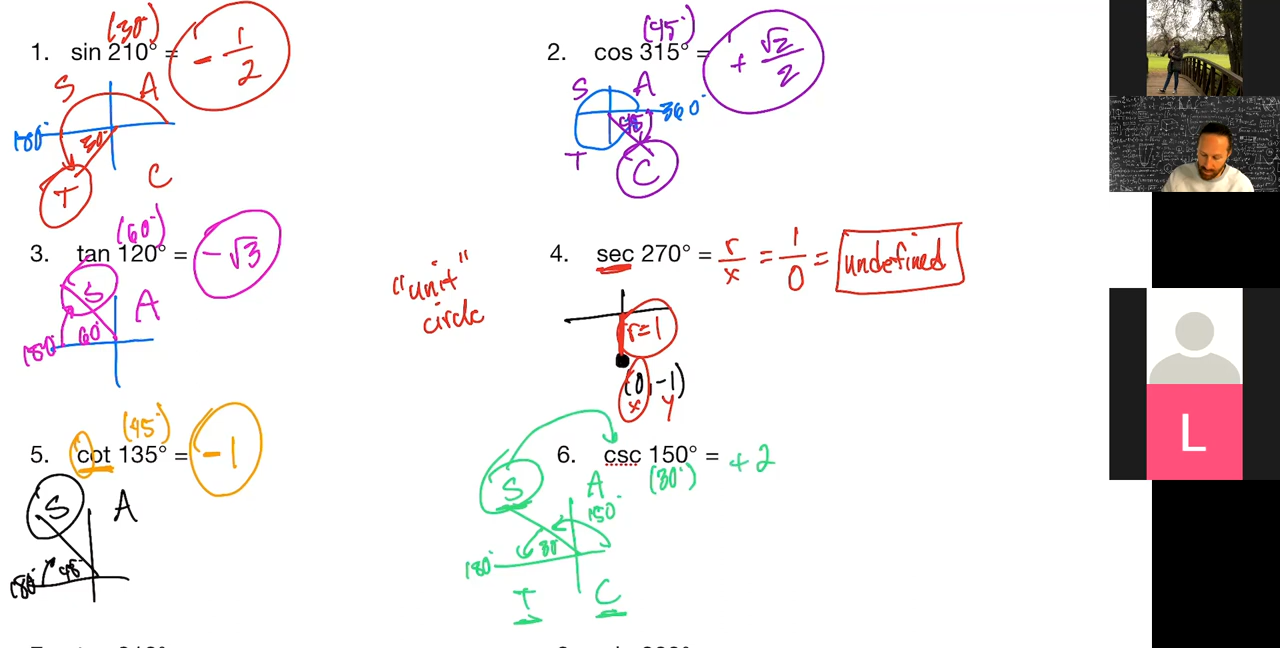 (30°)
1. sin 210° = - 1/2
S A
180° 30°
T C
(45°)
2. cos 315° = + √2/2
S A
45° 360°
T C
(60°)
3. tan 120° = -√3
S A
180° 60°
"unit" circle
4. sec 270° = r/x = 1/0 = undefined
r=1
(0, -1)
x y
(45°)
5. cot 135° = -1
S A
180° 45°
6. csc 150° = +2
(30°)
S A
150°
180° 30
T C
L